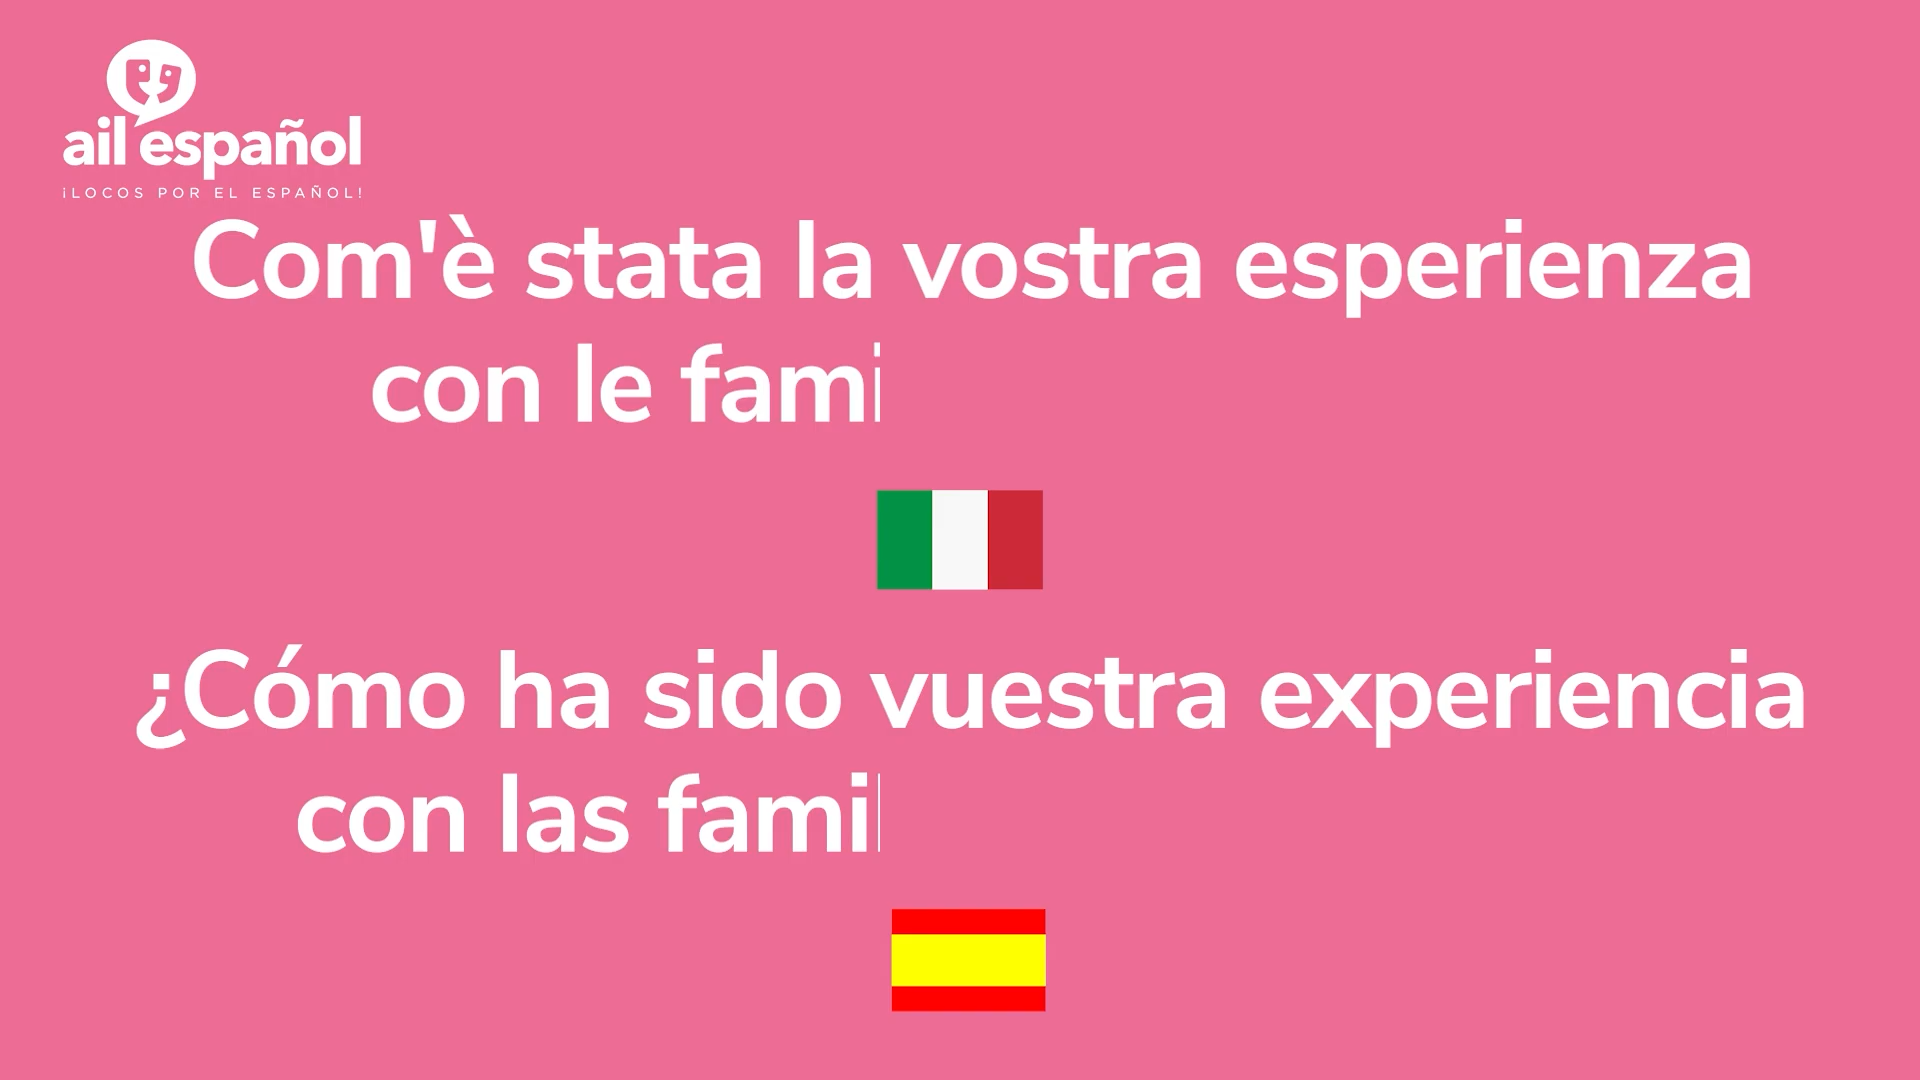 ail español
¡LOCOS POR EL ESPAÑOL!
Com'è stata la vostra esperienza
con le fami
¿Cómo ha sido vuestra experiencia
con las famil